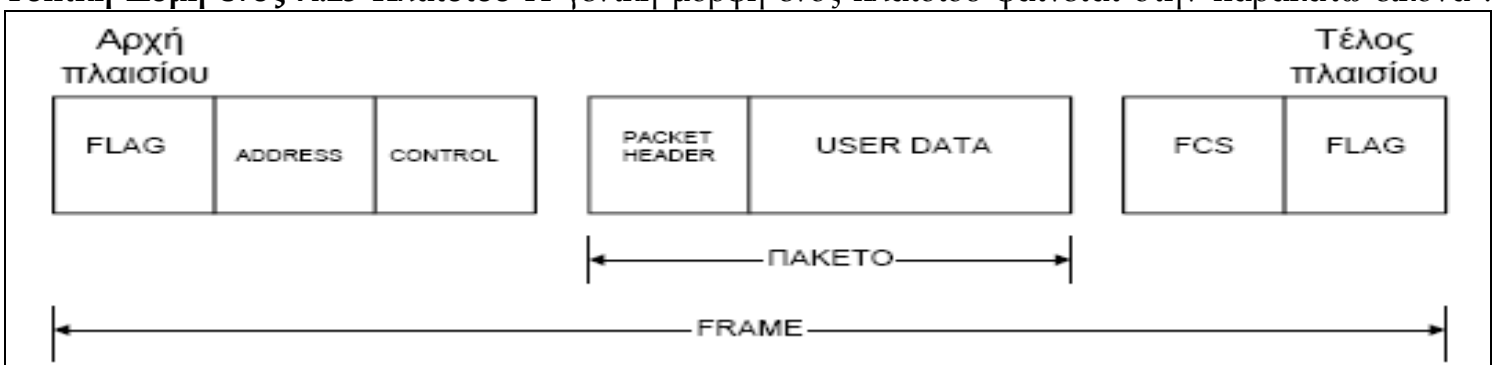 Αρχή Τέλος
πλαισίου πλαισίου
FLAG ADDRESS CONTROL PACKET HEADER USER DATA FCS FLAG
ΠΑΚΕΤΟ
FRAME